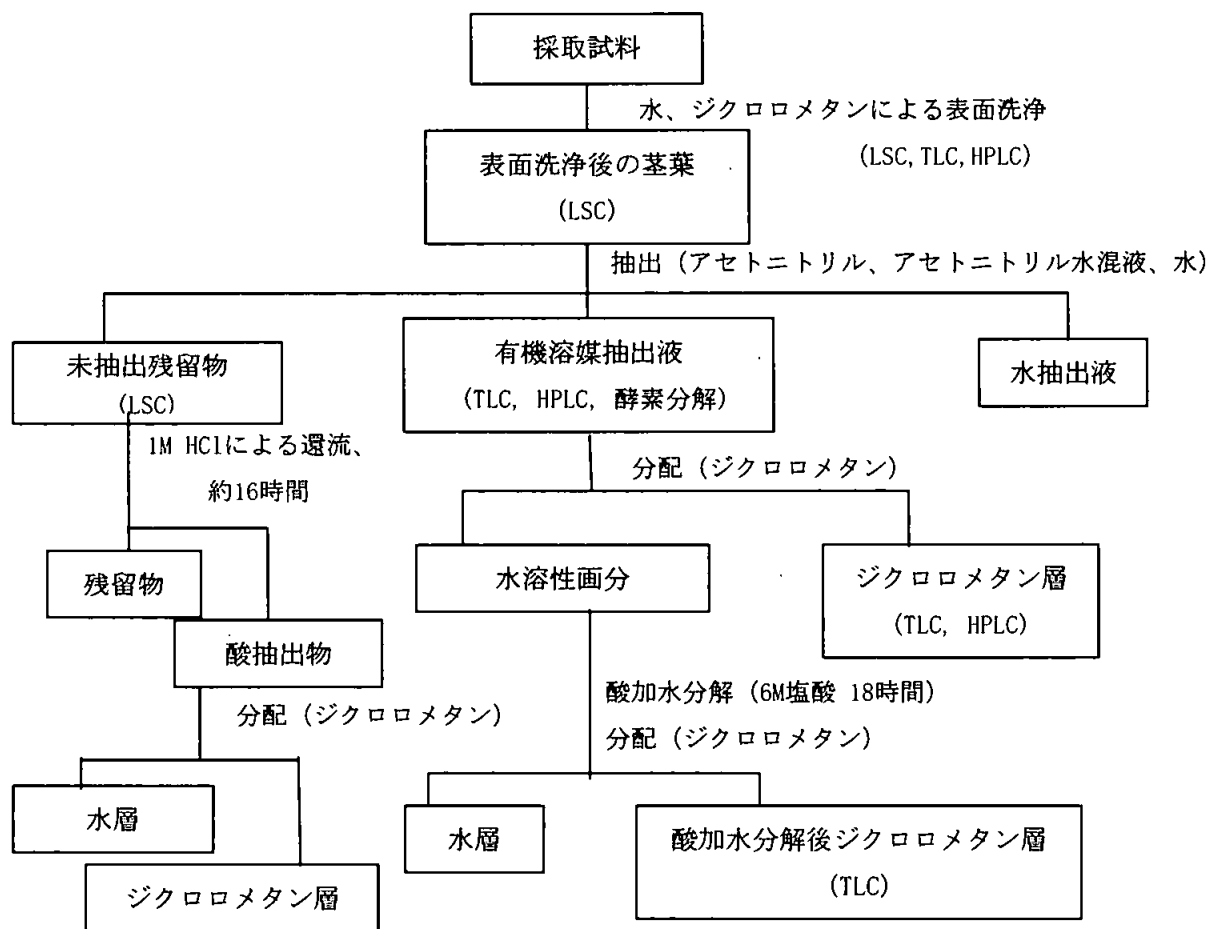 採取試料
水、ジクロロメタンによる表面洗浄
(LSC, TLC, HPLC)
表面洗浄後の茎葉
(LSC)
抽出 (アセトニトリル、アセトニトリル水混液、水)
未抽出残留物
(LSC)
有機溶媒抽出液
(TLC, HPLC, 酵素分解)
水抽出液
1M HClによる還流、
約16時間
分配 (ジクロロメタン)
残留物
酸抽出物
水溶性画分
ジクロロメタン層
(TLC, HPLC)
分配 (ジクロロメタン)
酸加水分解 (6M塩酸 18時間)
分配 (ジクロロメタン)
水層
ジクロロメタン層
水層
酸加水分解後ジクロロメタン層
(TLC)